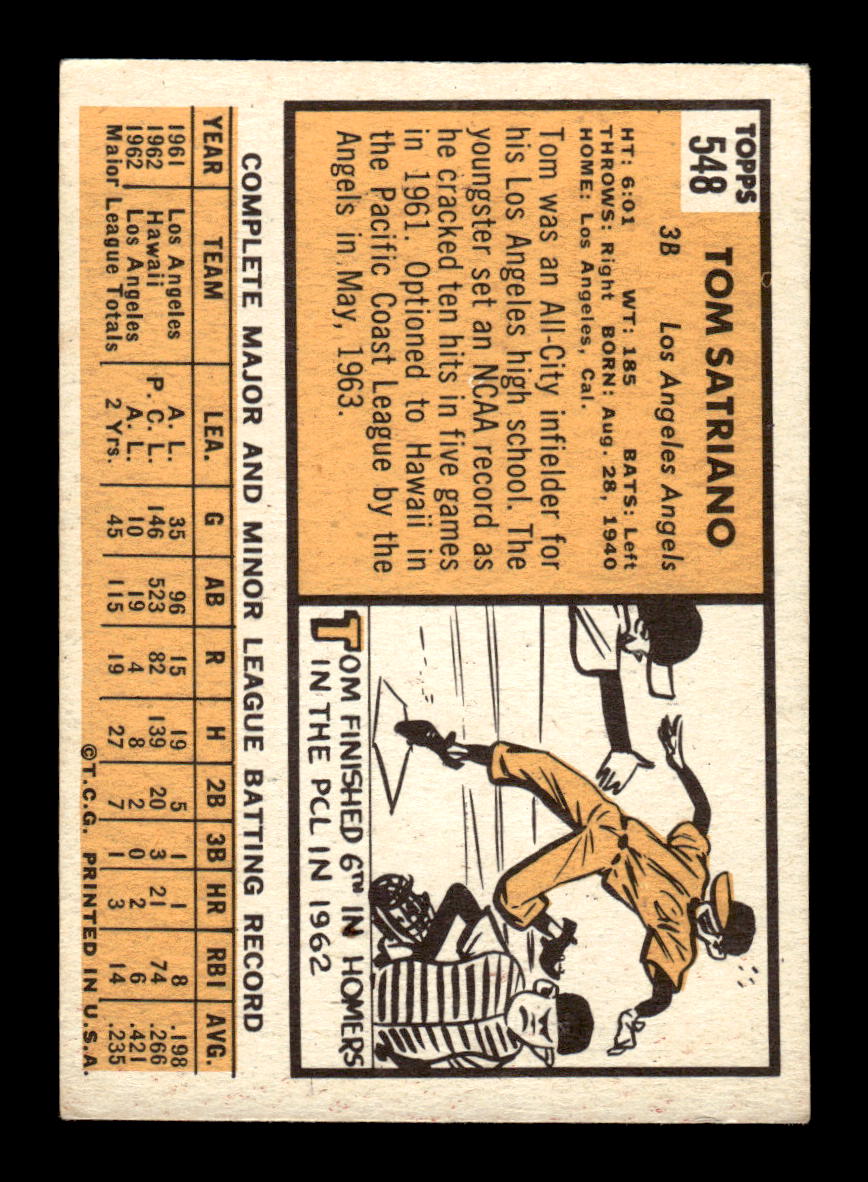 TOPPS
548
TOM SATRIANO
3B Los Angeles Angels
HT: 6:01 WT: 185 BATS: Left
THROWS: Right BORN: Aug. 28, 1940
HOME: Los Angeles, Cal.
Tom was an All-City infielder for
his Los Angeles high school. The
youngster set an NCAA record as
he cracked ten hits in five games
in 1961. Optioned to Hawaii in
the Pacific Coast League by the
Angels in May, 1963.
TOM FINISHED 6TH IN HOMERS
IN THE PCL IN 1962
COMPLETE MAJOR AND MINOR LEAGUE BATTING RECORD
YEAR TEAM LEA. G AB R H 2B 3B HR RBI AVG.
1961 Los Angeles A. L. 35 96 15 19 5 1 1 8 .198
1962 Hawaii P. C. L. 146 523 82 139 20 3 21 74 .266
1962 Los Angeles A. L. 10 19 4 8 2 0 2 6 .421
Major League Totals 2 Yrs. 45 115 19 27 7 1 3 14 .235
©T.C.G. PRINTED IN U.S.A.